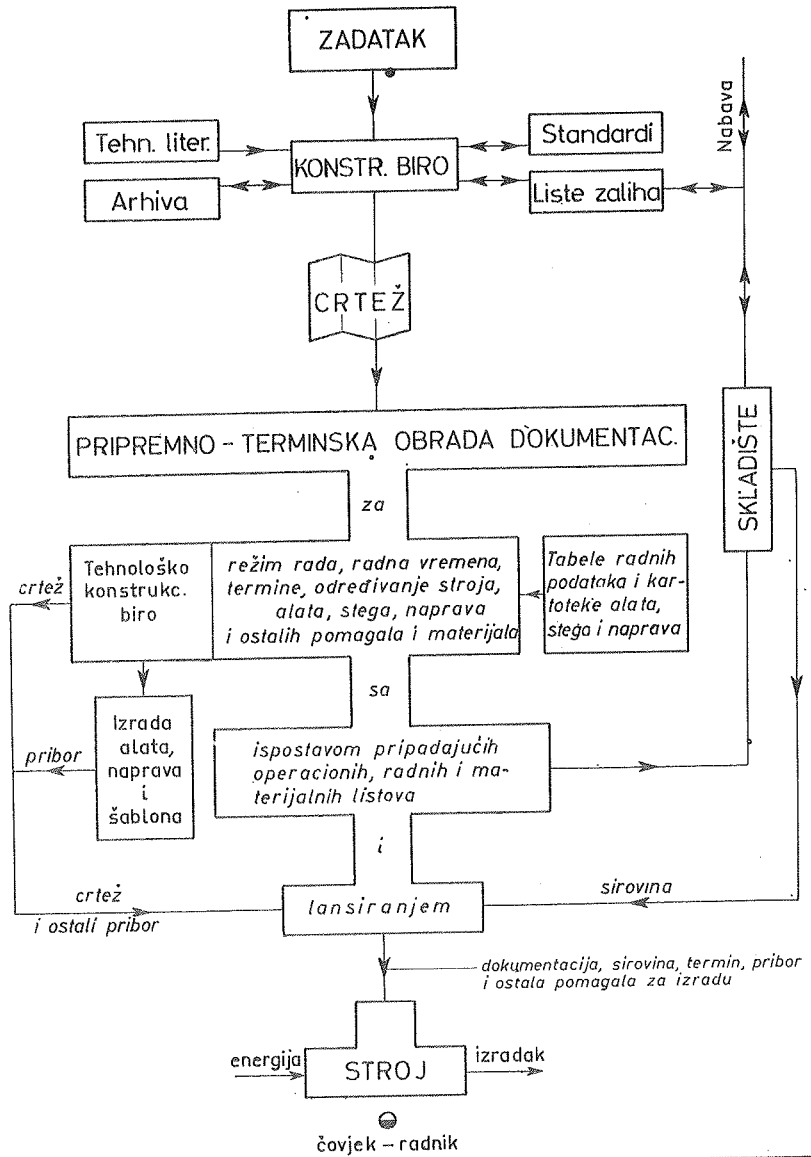 ZADATAK
Nabava
Tehn. liter.
Standardi
KONSTR. BIRO
Arhiva
Liste zaliha
CRTEŽ
PRIPREMNO – TERMINSKA OBRADA DOKUMENTAC.
SKLADIŠTE
za
crtež
Tehnološko
konstrukc.
biro
režim rada, radna vremena,
termine, određivanje stroja,
alata, stega, naprava
i ostalih pomagala i materijala
Tabele radnih
podataka i kar-
toteke alata,
stega i naprava
sa
pribor
Izrada
alata,
naprava
i
šablona
ispostavom pripadajućih
operacionih, radnih i ma-
terijalnih listova
i
crtež
i ostali pribor
lansiranjem
sirovina
dokumentacija, sirovina, termin, pribor
i ostala pomagala za izradu
energija
STROJ
izradak
čovjek – radnik